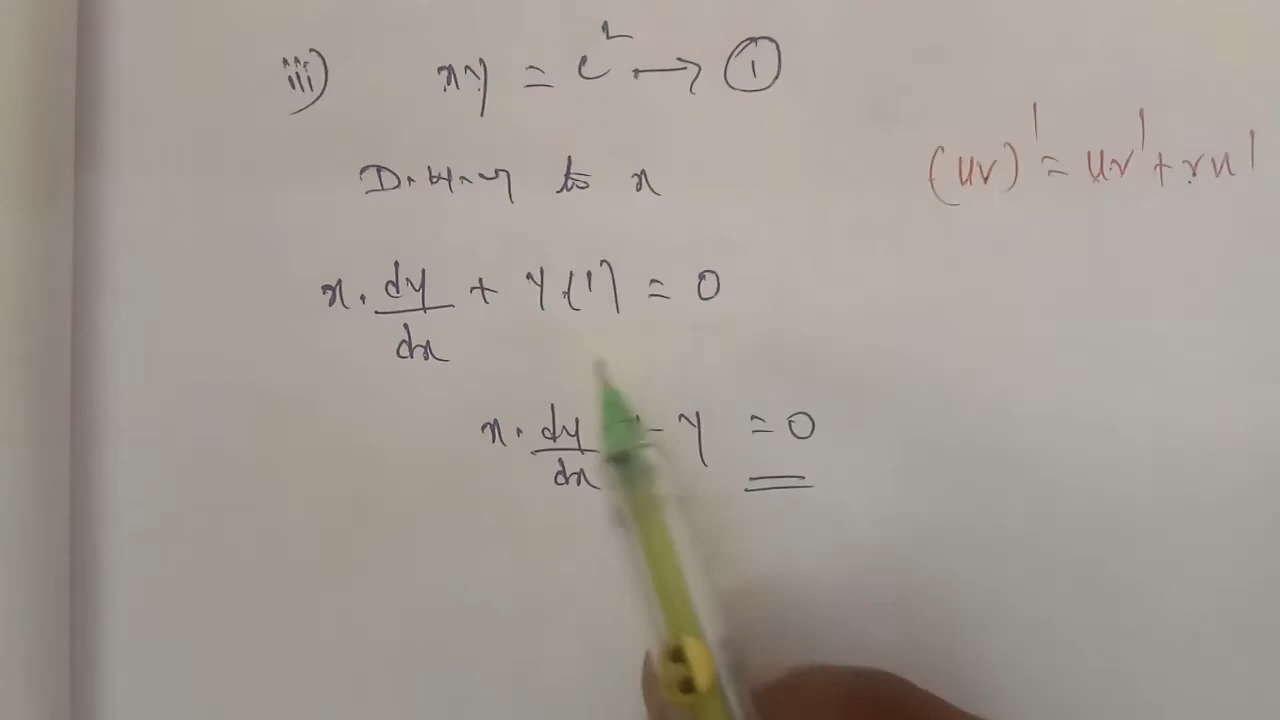 iii) xy = c² → ①
(uv)' = uv' + vu'
D.w.r to x
x. dy/dx + y.(1) = 0
x. dy/dx + y = 0